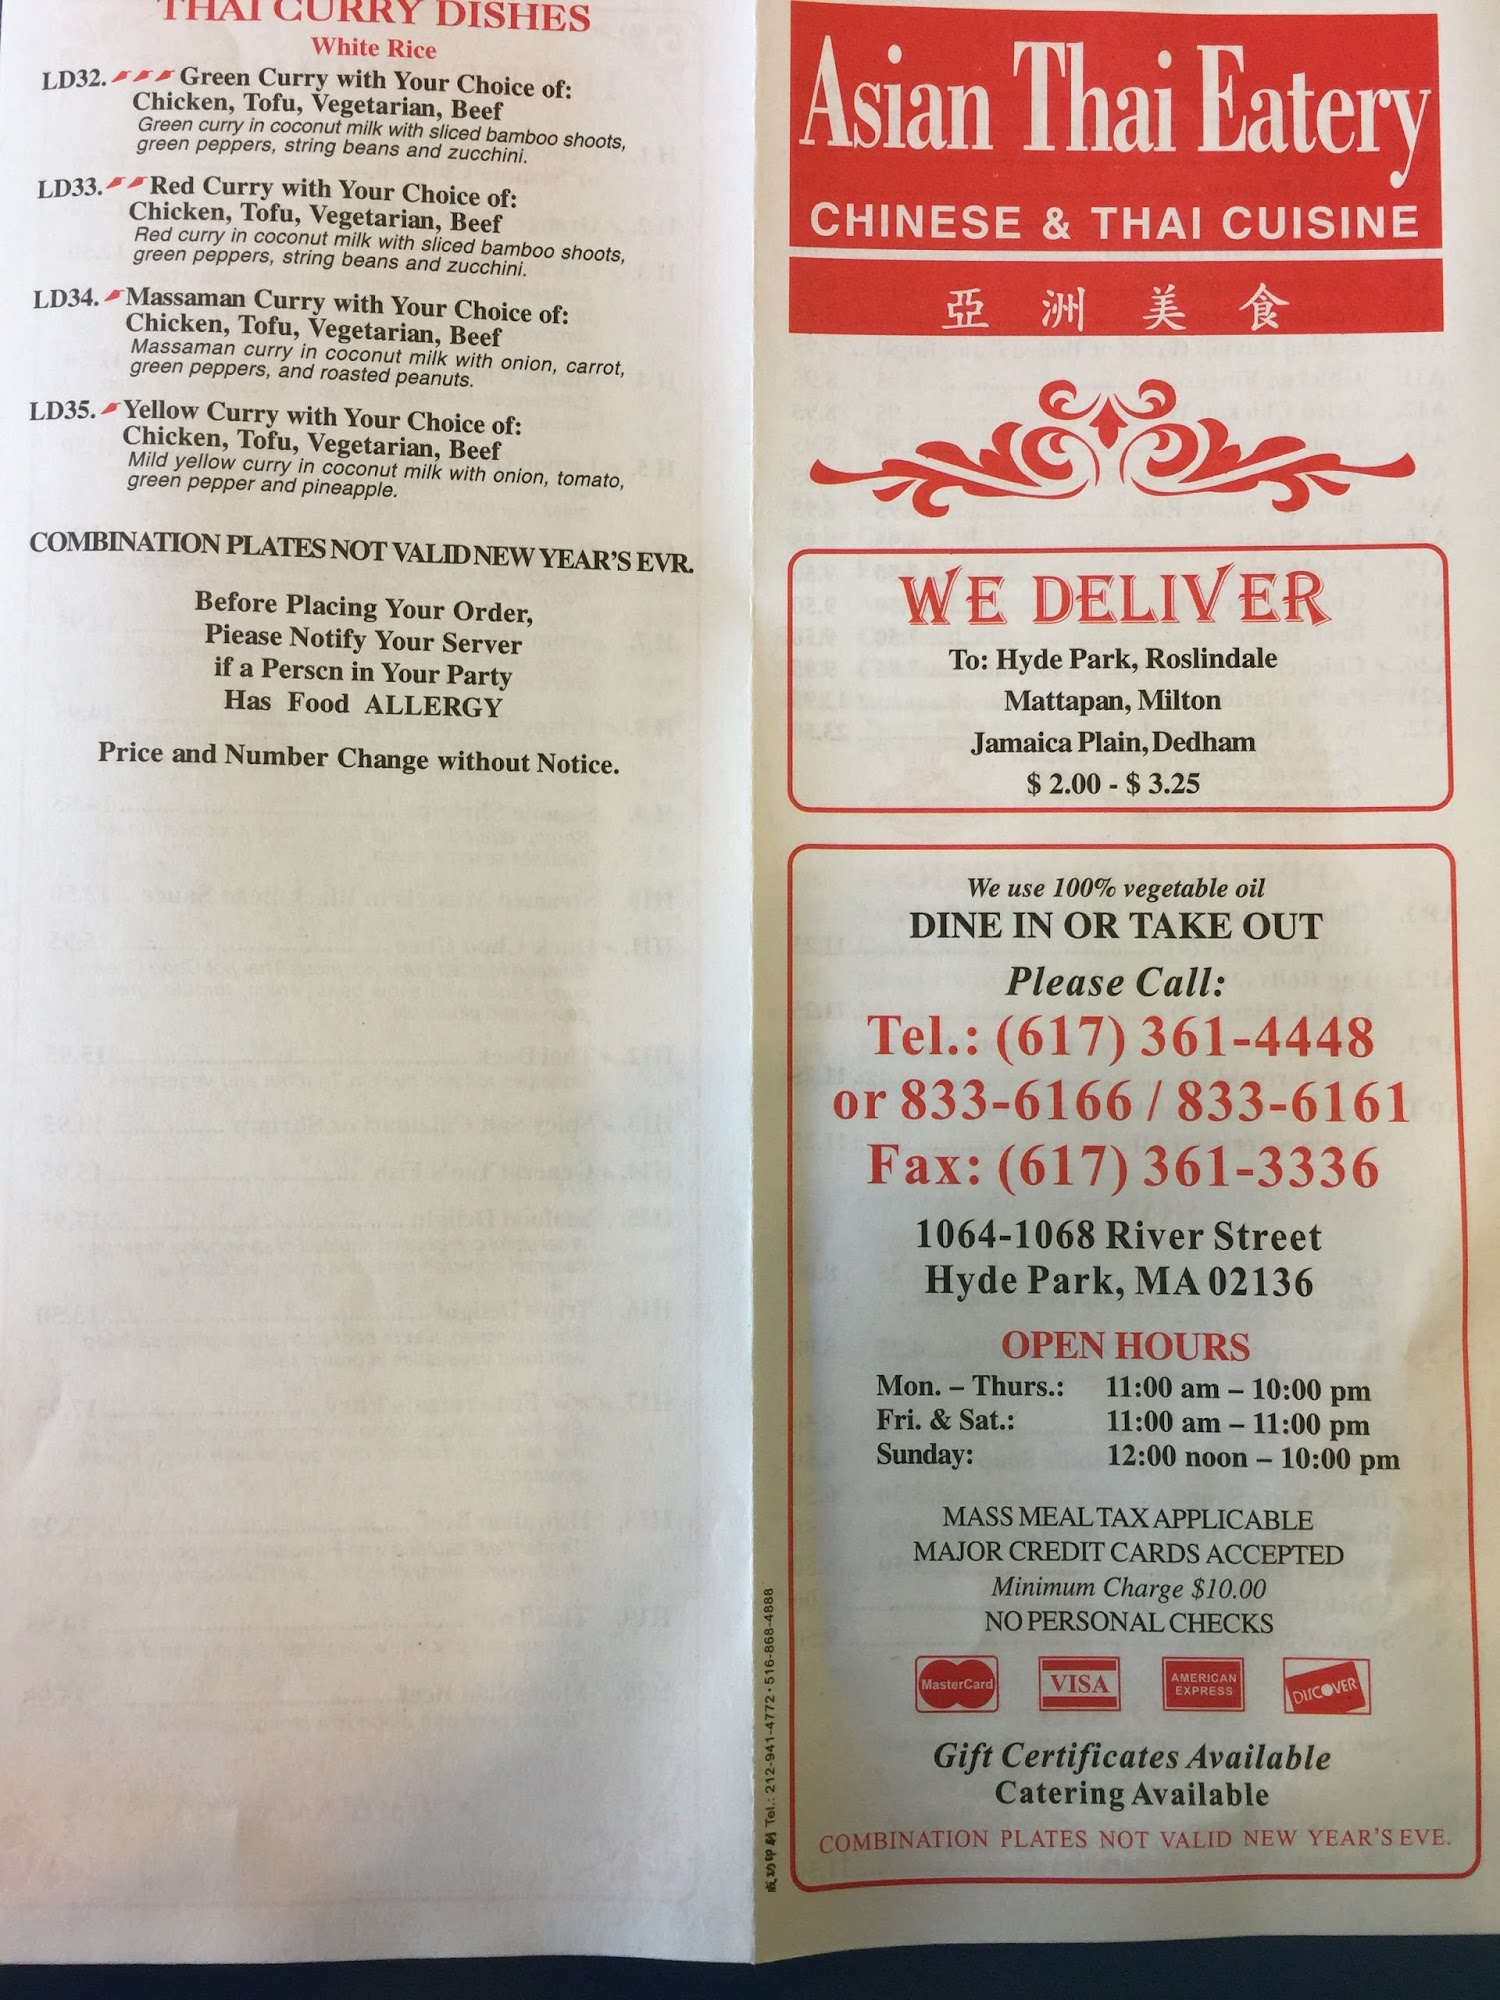 THAI CURRY DISHES
White Rice
LD32. Green Curry with Your Choice of:
Chicken, Tofu, Vegetarian, Beef
Green curry in coconut milk with sliced bamboo shoots,
green peppers, string beans and zucchini.
LD33. Red Curry with Your Choice of:
Chicken, Tofu, Vegetarian, Beef
Red curry in coconut milk with sliced bamboo shoots,
green peppers, string beans and zucchini.
LD34. Massaman Curry with Your Choice of:
Chicken, Tofu, Vegetarian, Beef
Massaman curry in coconut milk with onion, carrot,
green peppers, and roasted peanuts.
LD35. Yellow Curry with Your Choice of:
Chicken, Tofu, Vegetarian, Beef
Mild yellow curry in coconut milk with onion, tomato,
green pepper and pineapple.
COMBINATION PLATES NOT VALID NEW YEAR'S EVR.
Before Placing Your Order,
Piease Notify Your Server
if a Perscn in Your Party
Has Food ALLERGY
Price and Number Change without Notice.
Asian Thai Eatery
CHINESE & THAI CUISINE
亞洲美食
WE DELIVER
To: Hyde Park, Roslindale
Mattapan, Milton
Jamaica Plain, Dedham
$ 2.00 - $ 3.25
We use 100% vegetable oil
DINE IN OR TAKE OUT
Please Call:
Tel.: (617) 361-4448
or 833-6166 / 833-6161
Fax: (617) 361-3336
1064-1068 River Street
Hyde Park, MA 02136
OPEN HOURS
Mon. – Thurs.: 11:00 am – 10:00 pm
Fri. & Sat.: 11:00 am – 11:00 pm
Sunday: 12:00 noon – 10:00 pm
MASS MEAL TAX APPLICABLE
MAJOR CREDIT CARDS ACCEPTED
Minimum Charge $10.00
NO PERSONAL CHECKS
MasterCard VISA AMERICAN EXPRESS DISCOVER
Gift Certificates Available
Catering Available
COMBINATION PLATES NOT VALID NEW YEAR'S EVE.
成功印刷 Tel.: 212-941-4772 • 516-868-4888